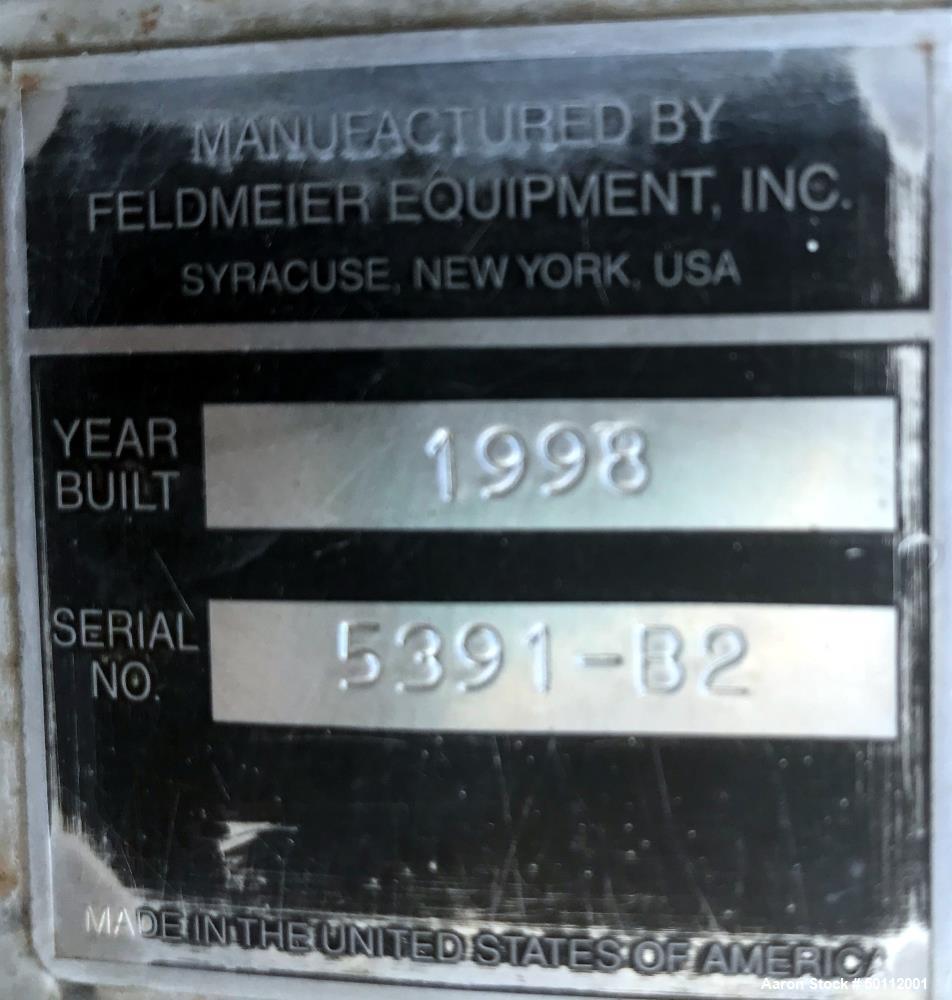 MANUFACTURED BY
FELDMEIER EQUIPMENT, INC.
SYRACUSE, NEW YORK, USA
YEAR
BUILT
1998
SERIAL
NO.
5391-B2
MADE IN THE UNITED STATES OF AMERICA
Aaron Stock # 50112001